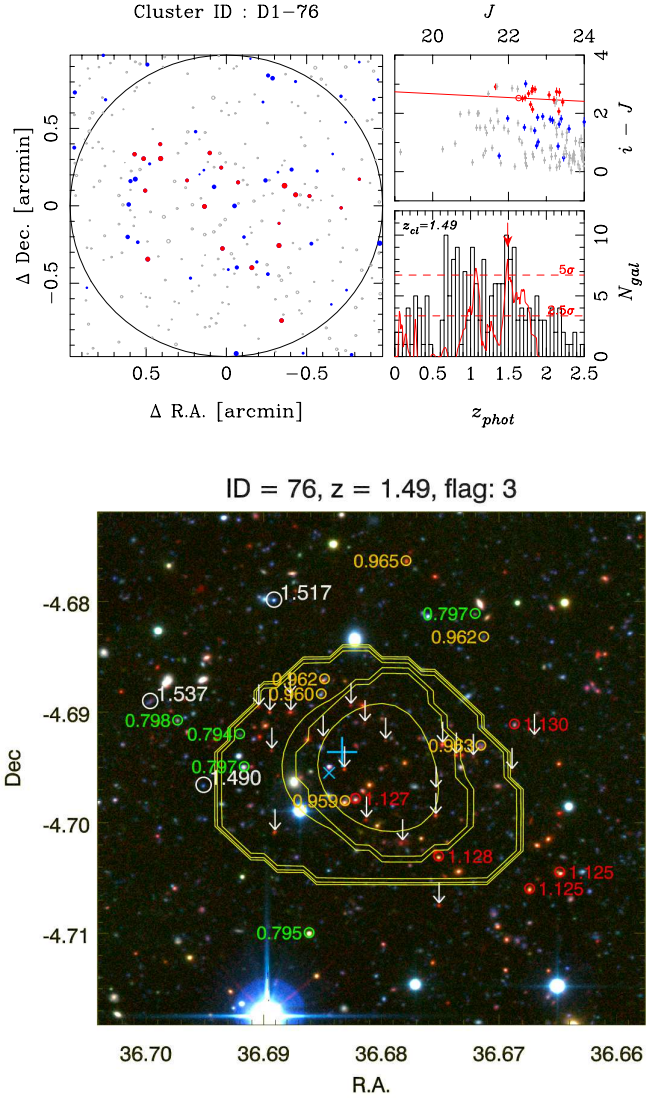 Cluster ID : D1−76
J
20 22 24
0.5
0
−0.5
Δ Dec. [arcmin]
0.5 0 −0.5
Δ R.A. [arcmin]
4
2
0
i − J
z_cl=1.49
5σ
2.5σ
10
5
0
N_gal
0 0.5 1 1.5 2 2.5
z_phot
ID = 76, z = 1.49, flag: 3
0.965
1.517
0.797
0.962
0.962
0.960
1.537
0.798
0.794
1.130
0.963
0.797
1.490
0.959
1.127
1.128
1.125
1.125
0.795
-4.68
-4.69
-4.70
-4.71
Dec
36.70 36.69 36.68 36.67 36.66
R.A.